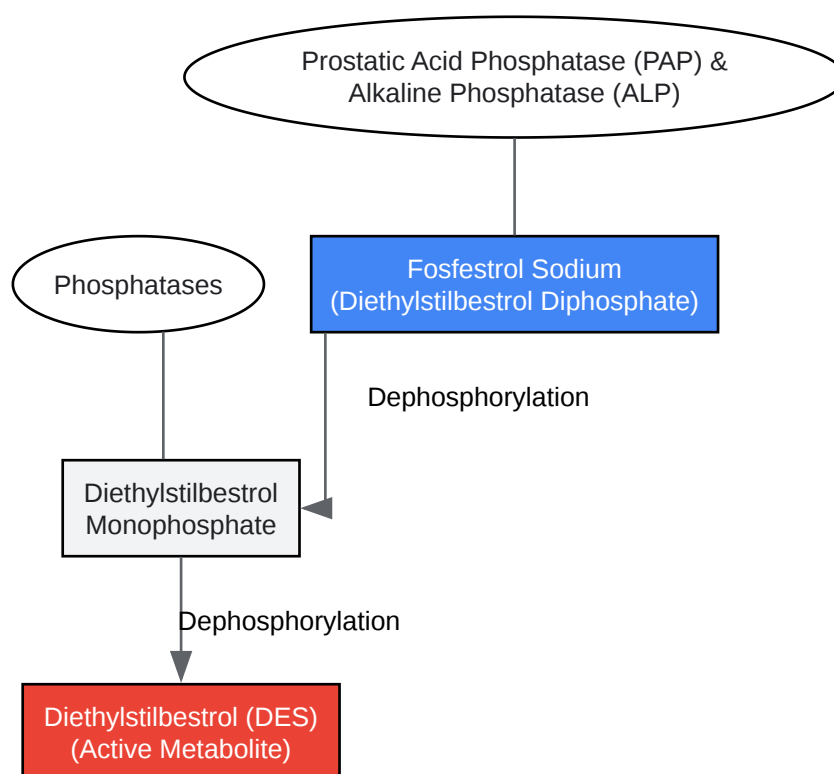 Prostatic Acid Phosphatase (PAP) &
Alkaline Phosphatase (ALP)
Fosfestrol Sodium
(Diethylstilbestrol Diphosphate)
Phosphatases
Dephosphorylation
Diethylstilbestrol
Monophosphate
Dephosphorylation
Diethylstilbestrol (DES)
(Active Metabolite)